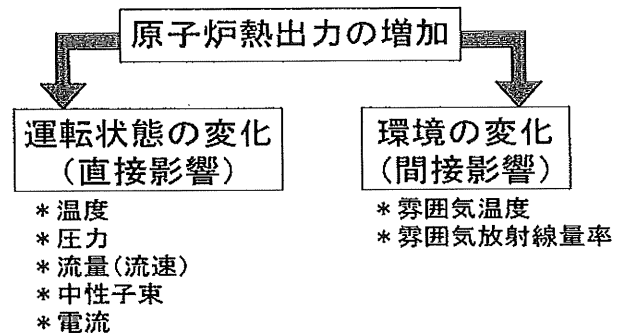 原子炉熱出力の増加
運転状態の変化
(直接影響)
＊温度
＊圧力
＊流量(流速)
＊中性子束
＊電流
環境の変化
(間接影響)
＊雰囲気温度
＊雰囲気放射線量率